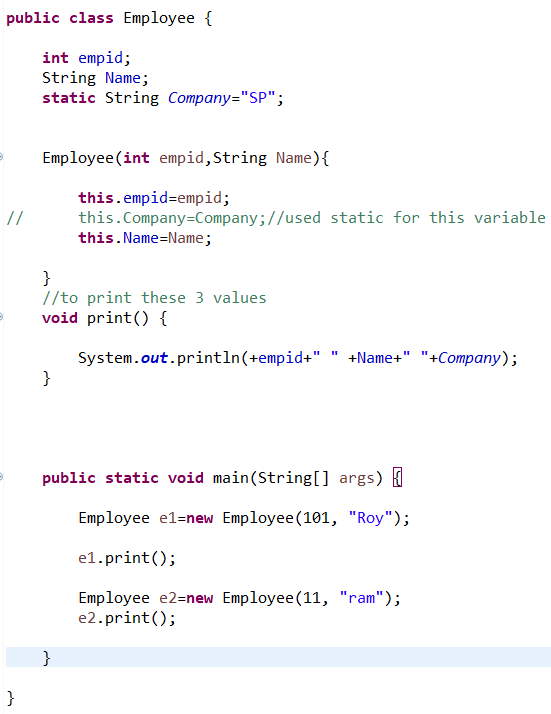 public class Employee {
int empid;
String Name;
static String Company="SP";
Employee(int empid,String Name){
this.empid=empid;
//      this.Company=Company;//used static for this variable
this.Name=Name;
}
//to print these 3 values
void print() {
System.out.println(+empid+" " +Name+" "+Company);
}
public static void main(String[] args) {
Employee e1=new Employee(101, "Roy");
e1.print();
Employee e2=new Employee(11, "ram");
e2.print();
}
}